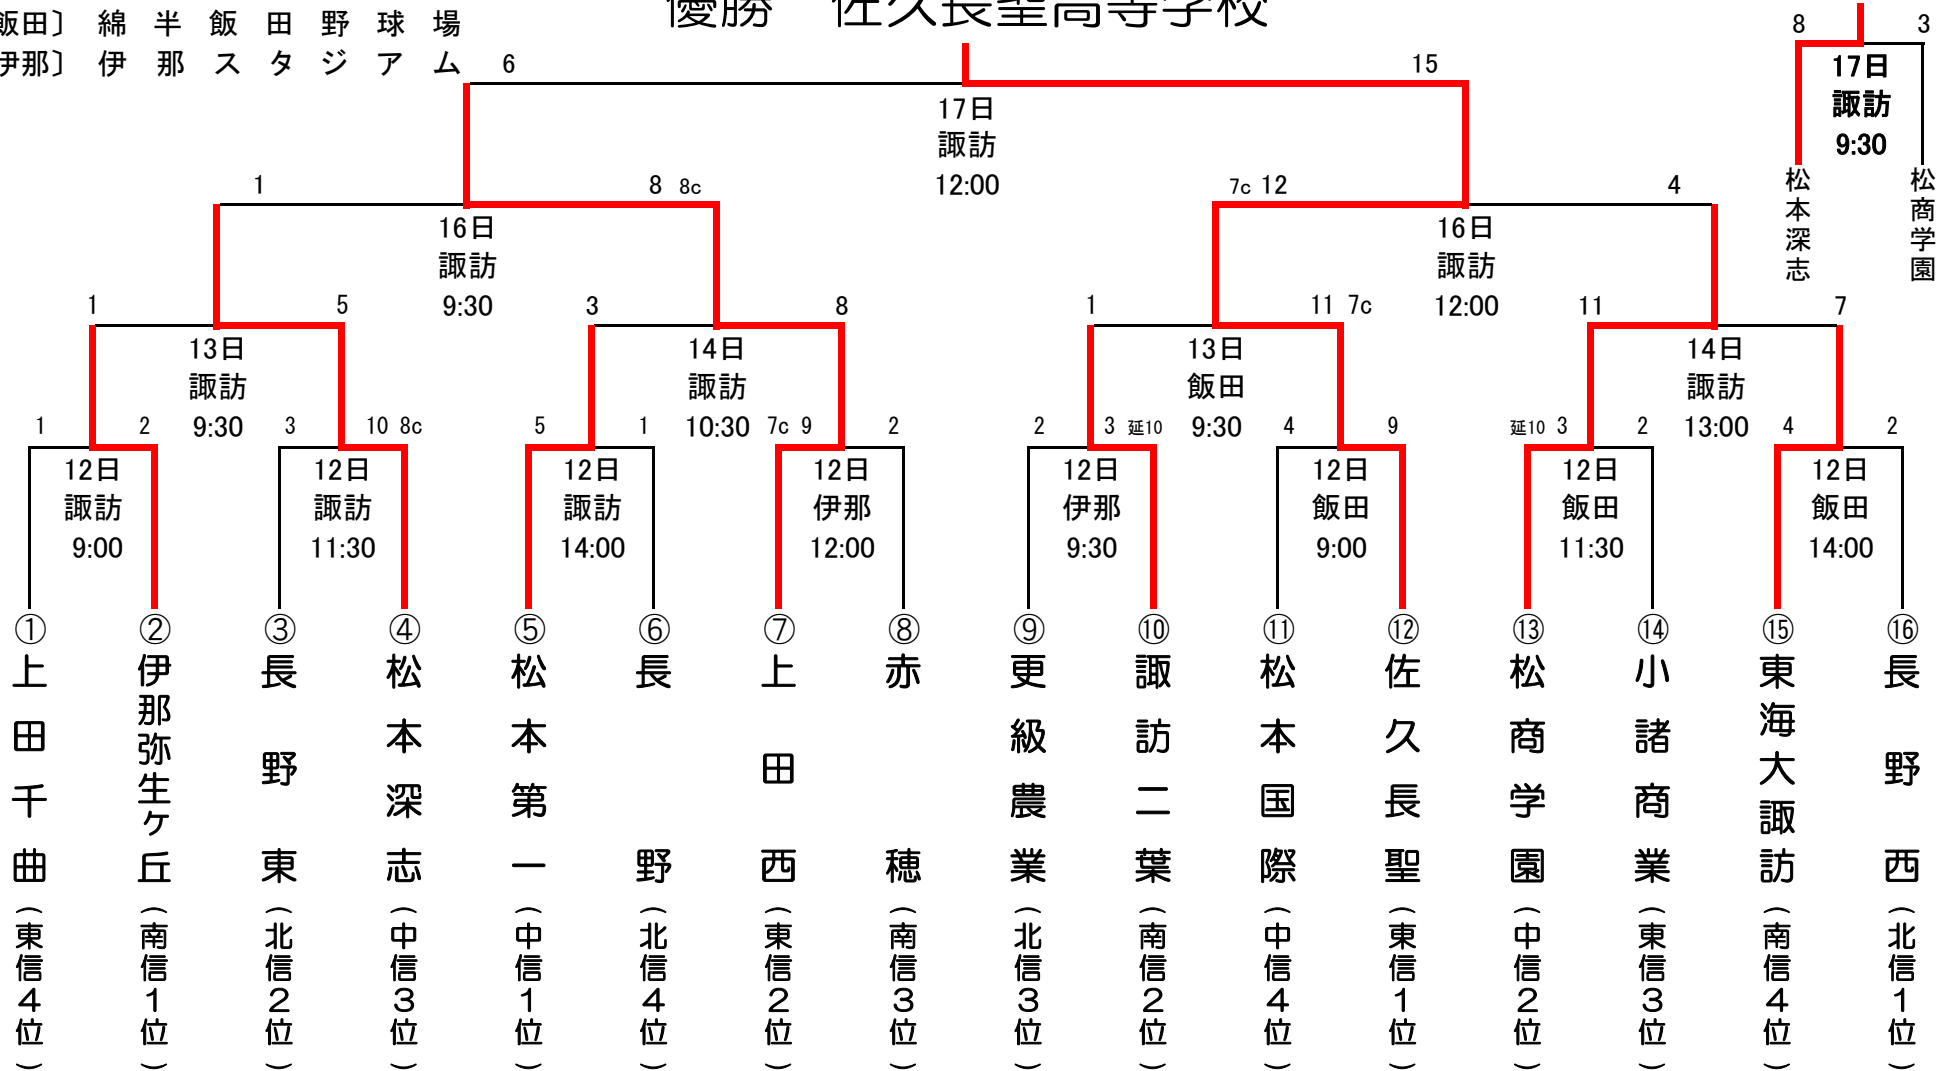 飯田〕 綿半飯田野球場
伊那〕 伊那スタジアム
優勝 佐久長聖高等学校
8 3
17日
諏訪
9:30
松本深志
松商学園
6 15
17日
諏訪
12:00
1 8 8c
16日
諏訪
9:30
7c 12 4
16日
諏訪
12:00
1 5
13日
諏訪
9:30
3 8
14日
諏訪
10:30
1 11 7c
13日
飯田
9:30
11 7
14日
諏訪
13:00
1 2
12日
諏訪
9:00
3 10 8c
12日
諏訪
11:30
5 1
12日
諏訪
14:00
7c 9 2
12日
伊那
12:00
2 3 延10
12日
伊那
9:30
4 9
12日
飯田
9:00
延10 3 2
12日
飯田
11:30
4 2
12日
飯田
14:00
①上田千曲(東信4位)
②伊那弥生ケ丘(南信1位)
③長野東(北信2位)
④松本深志(中信3位)
⑤松本第一(中信1位)
⑥長野(北信4位)
⑦上田西(東信2位)
⑧赤穂(南信3位)
⑨更級農業(北信3位)
⑩諏訪二葉(南信2位)
⑪松本国際(中信4位)
⑫佐久長聖(東信1位)
⑬松商学園(中信2位)
⑭小諸商業(東信3位)
⑮東海大諏訪(南信4位)
⑯長野西(北信1位)